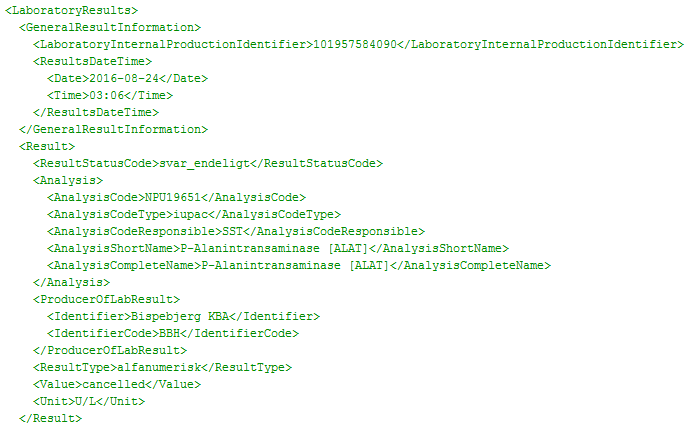 <LaboratoryResults>
<GeneralResultInformation>
<LaboratoryInternalProductionIdentifier>101957584090</LaboratoryInternalProductionIdentifier>
<ResultsDateTime>
<Date>2016-08-24</Date>
<Time>03:06</Time>
</ResultsDateTime>
</GeneralResultInformation>
<Result>
<ResultStatusCode>svar_endeligt</ResultStatusCode>
<Analysis>
<AnalysisCode>NPU19651</AnalysisCode>
<AnalysisCodeType>iupac</AnalysisCodeType>
<AnalysisCodeResponsible>SST</AnalysisCodeResponsible>
<AnalysisShortName>P-Alanintransaminase [ALAT]</AnalysisShortName>
<AnalysisCompleteName>P-Alanintransaminase [ALAT]</AnalysisCompleteName>
</Analysis>
<ProducerOfLabResult>
<Identifier>Bispebjerg KBA</Identifier>
<IdentifierCode>BBH</IdentifierCode>
</ProducerOfLabResult>
<ResultType>alfanumerisk</ResultType>
<Value>cancelled</Value>
<Unit>U/L</Unit>
</Result>